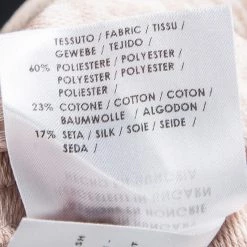 TESSUTO / FABRIC / TISSU /
GEWEBE / TEJIDO /
60% POLIESTERE / POLYESTER /
POLYESTER / POLYESTER /
POLIESTER /
23% COTONE / COTTON / COTON /
BAUMWOLLE / ALGODON /
17% SETA / SILK / SOIE / SEIDE /
SEDA /